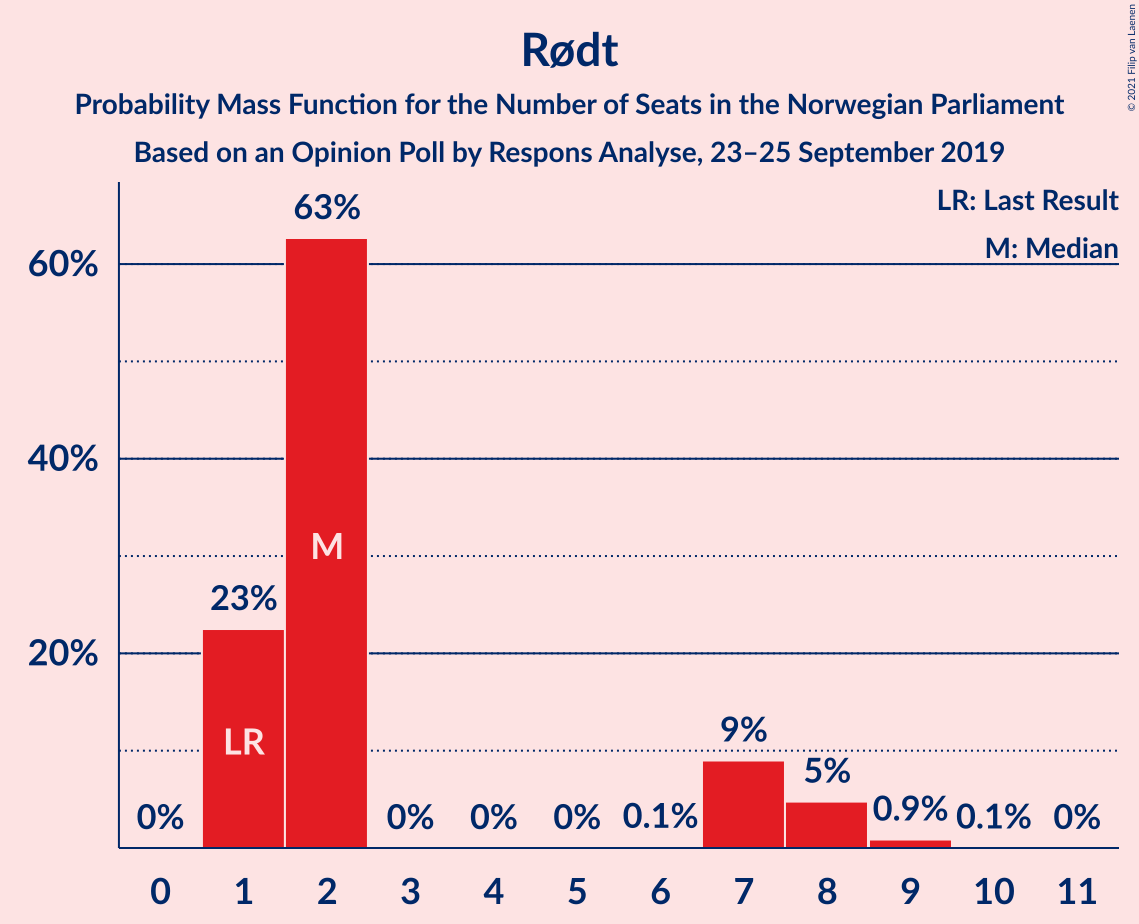 Rødt
Probability Mass Function for the Number of Seats in the Norwegian Parliament
Based on an Opinion Poll by Respons Analyse, 23–25 September 2019
© 2021 Filip van Laenen
LR: Last Result
M: Median
60%
40%
20%
0%
23%
LR
63%
M
0%
0%
0%
0.1%
9%
5%
0.9%
0.1%
0%
0 1 2 3 4 5 6 7 8 9 10 11